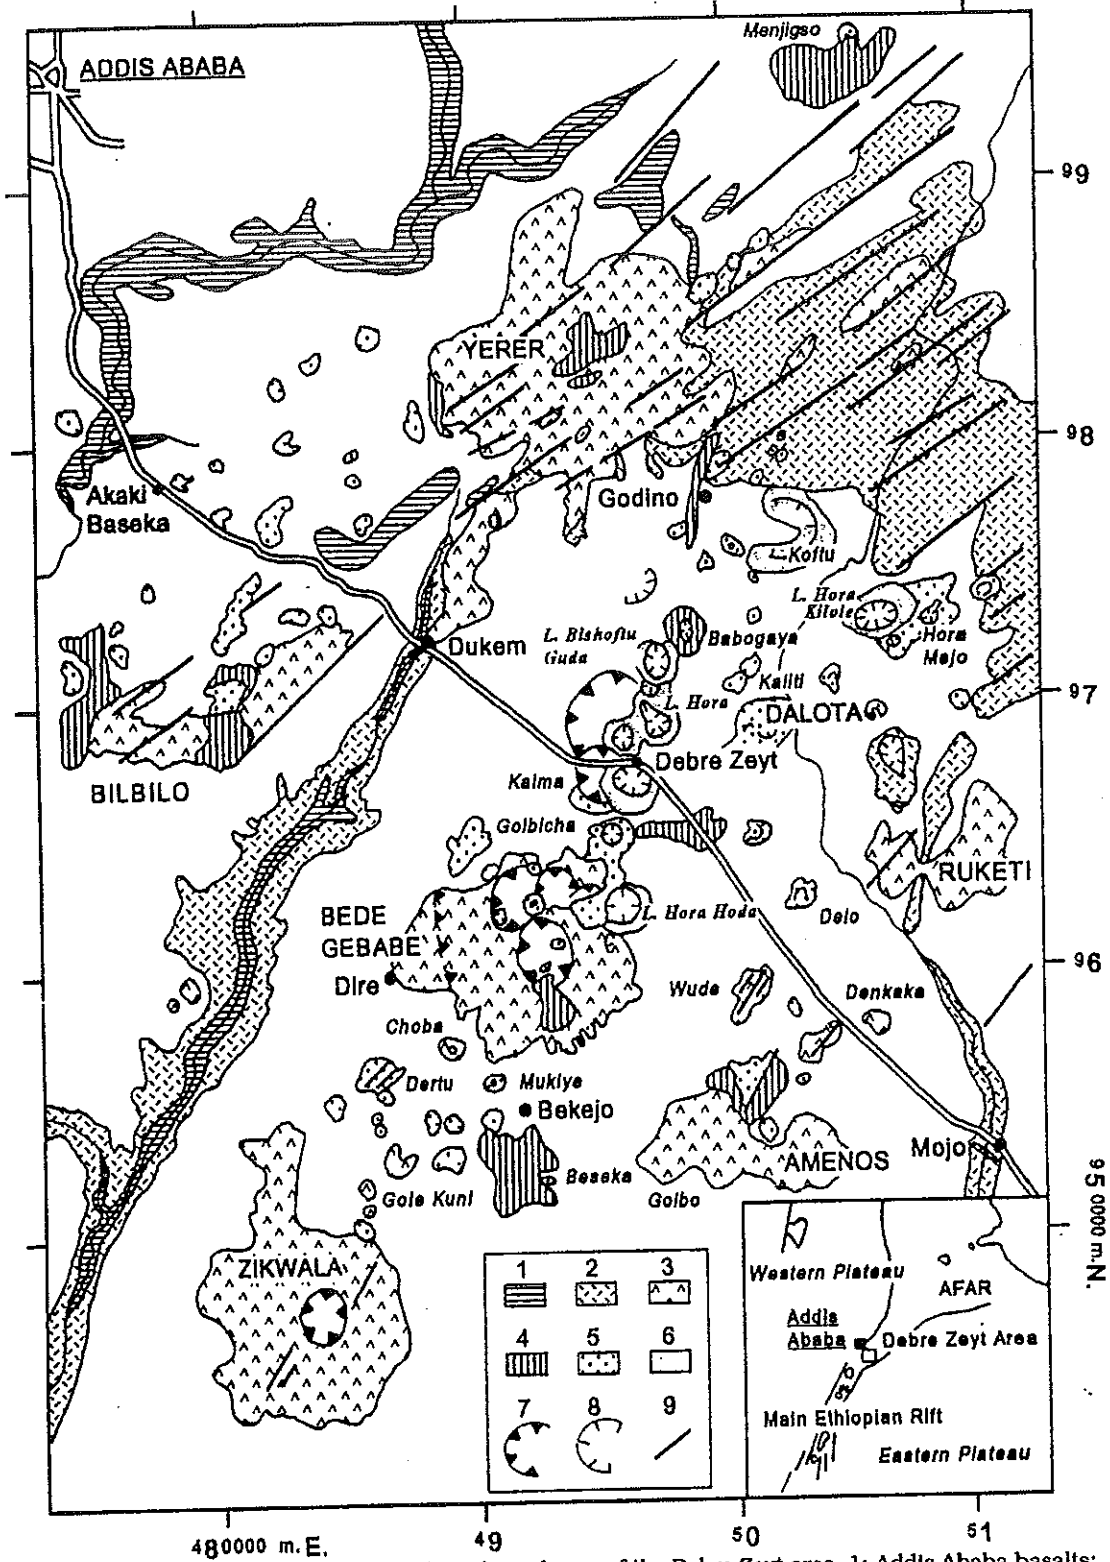 Menjigso
ADDIS ABABA
99
YERER
98
Akaki
Baseka
Godino
Koftu
L. Hora
Kilole
Hora
Mejo
Dukem
L. Bishoftu
Guda
Babogaya
Kaliti
97
L. Hora
DALOTA
BILBILO
Debre Zeyt
Kalma
Golbicha
RUKETI
BEDE
GEBABE
L. Hora Hoda
Delo
96
Dire
Wude
Denkaka
Choba
Dertu
Mukiye
Bekejo
Mojo
AMENOS
Beseka
Gole Kuni
Golbo
95 0000 m.N.
ZIKWALA
1 2 3
4 5 6
7 8 9
Western Plateau
AFAR
Addis
Ababa
Debre Zeyt Area
Main Ethiopian Rift
Eastern Plateau
480000 m.E.
49
50
51
of the Debre Zeyt area. 1: Addis Ababa basalts;